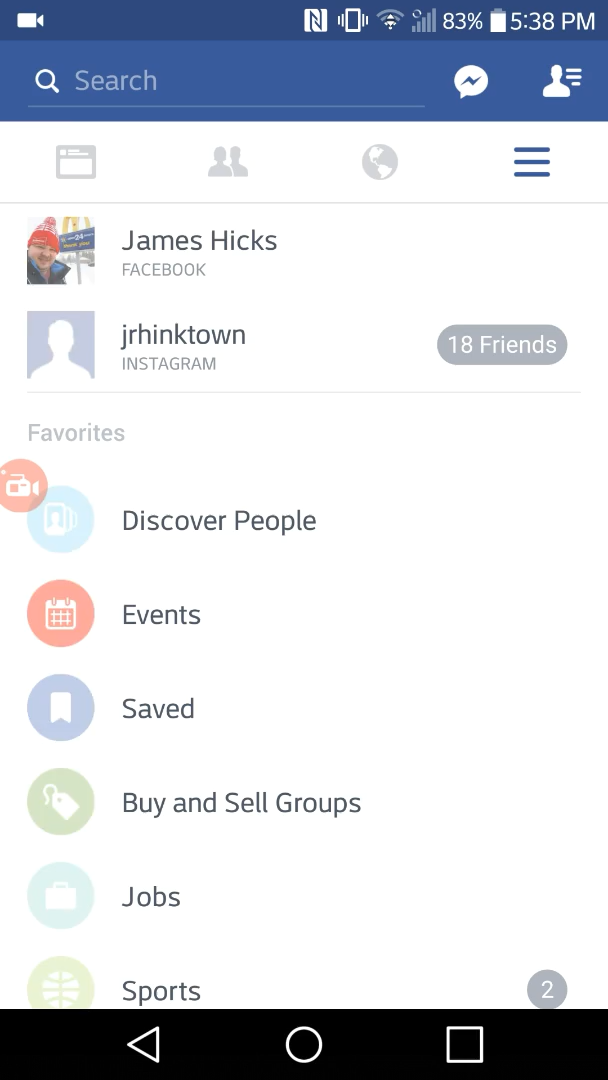 83% 5:38 PM
Search
James Hicks
FACEBOOK
jrhinktown
18 Friends
INSTAGRAM
Favorites
Discover People
Events
Saved
Buy and Sell Groups
Jobs
Sports
2